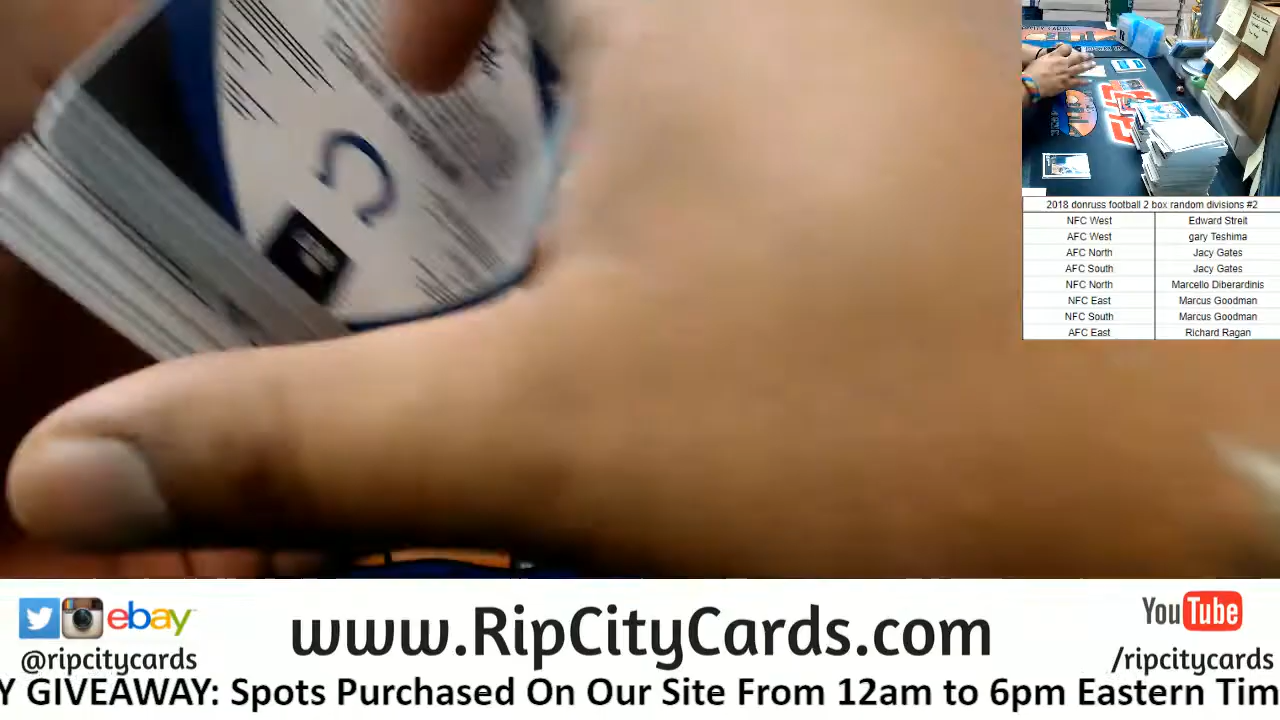 2018 donruss football 2 box random divisions #2
NFC West Edward Streit
AFC West gary Teshima
AFC North Jacy Gates
AFC South Jacy Gates
NFC North Marcello Diberardinis
NFC East Marcus Goodman
NFC South Marcus Goodman
AFC East Richard Ragan
ebay
@ripcitycards
www.RipCityCards.com
YouTube
/ripcitycards
Y GIVEAWAY: Spots Purchased On Our Site From 12am to 6pm Eastern Tim